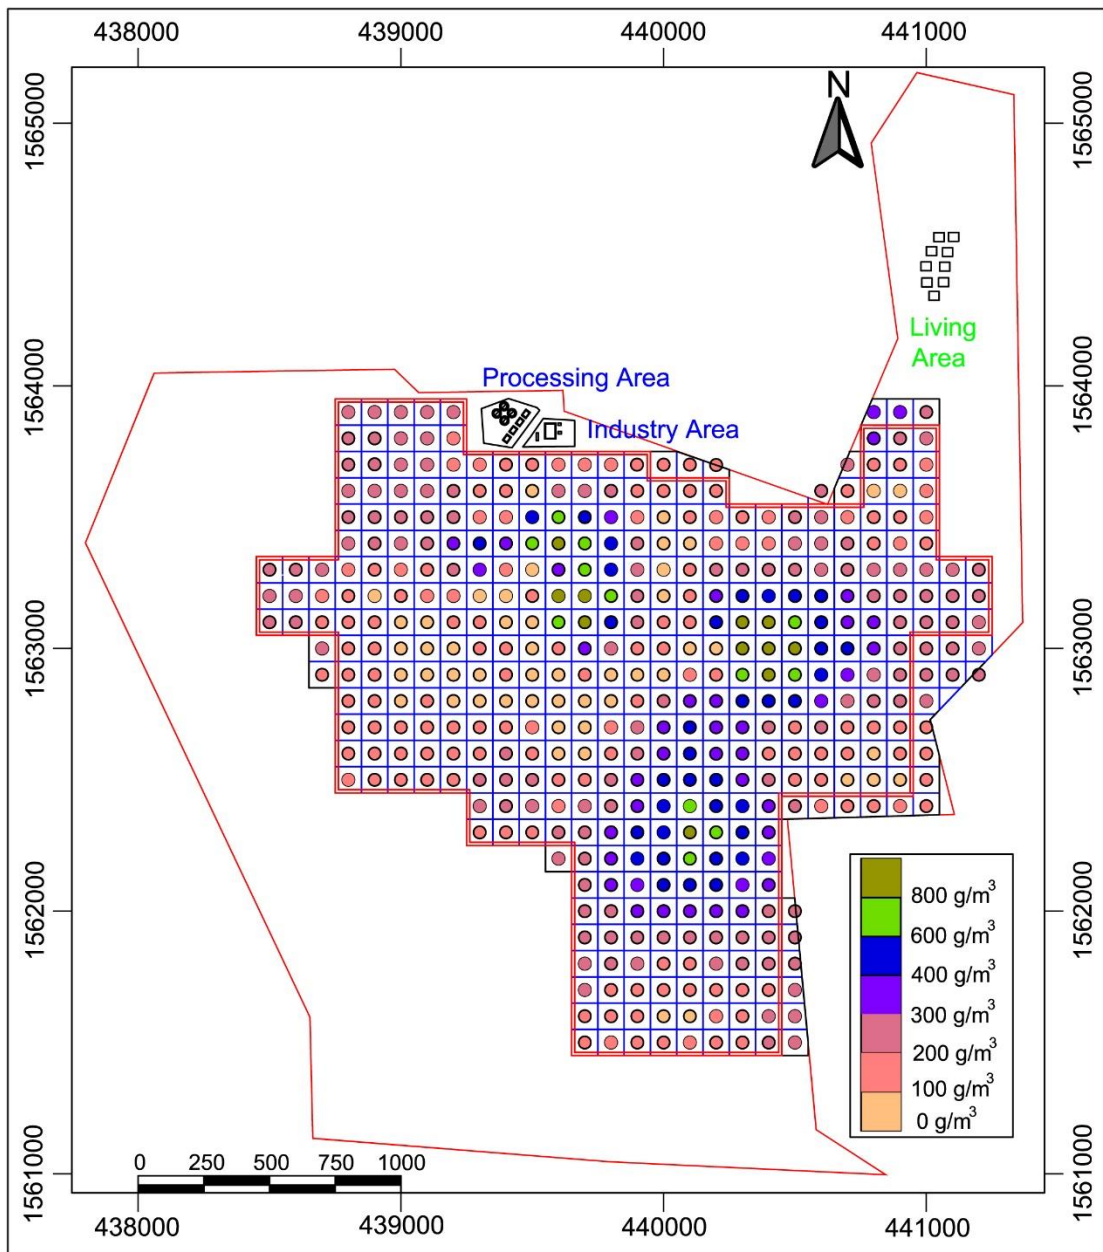 438000 439000 440000 441000
N
1565000 1565000
Living
Area
1564000 1564000
Processing Area
Industry Area
1563000 1563000
1562000 1562000
800 g/m³
600 g/m³
400 g/m³
300 g/m³
200 g/m³
100 g/m³
0 g/m³
1561000 1561000
0 250 500 750 1000
438000 439000 440000 441000